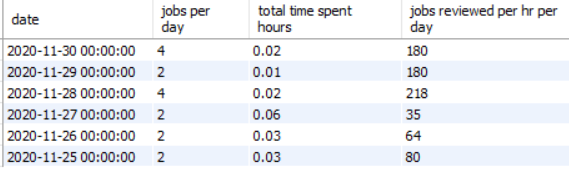 date jobs per day total time spent hours jobs reviewed per hr per day
2020-11-30 00:00:00 4 0.02 180
2020-11-29 00:00:00 2 0.01 180
2020-11-28 00:00:00 4 0.02 218
2020-11-27 00:00:00 2 0.06 35
2020-11-26 00:00:00 2 0.03 64
2020-11-25 00:00:00 2 0.03 80